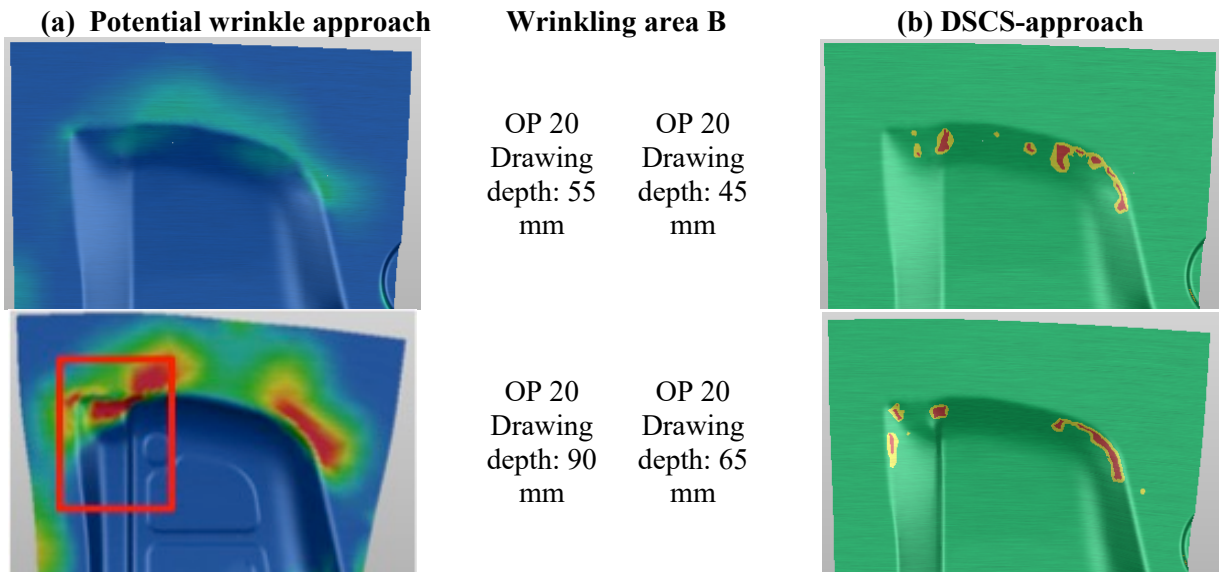 (a) Potential wrinkle approach Wrinkling area B (b) DSCS-approach
OP 20 OP 20
Drawing Drawing
depth: 55 depth: 45
mm mm
OP 20 OP 20
Drawing Drawing
depth: 90 depth: 65
mm mm